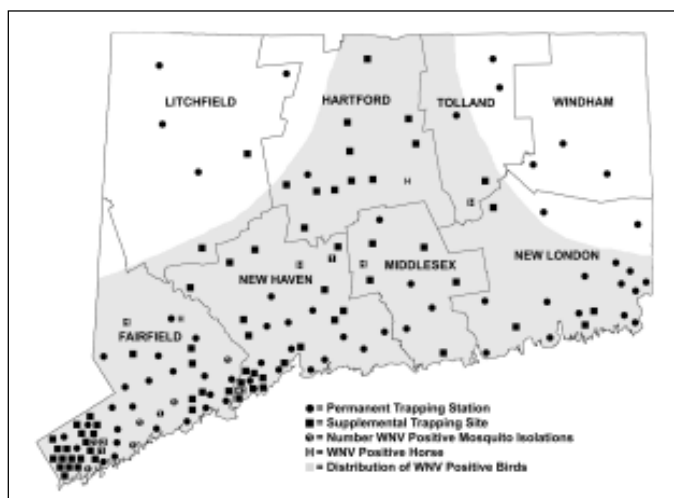 LITCHFIELD
HARTFORD
TOLLAND
WINDHAM
NEW HAVEN
MIDDLESEX
NEW LONDON
FAIRFIELD
= Permanent Trapping Station
= Supplemental Trapping Site
= Number WNV Positive Mosquito Isolations
H = WNV Positive Horse
= Distribution of WNV Positive Birds